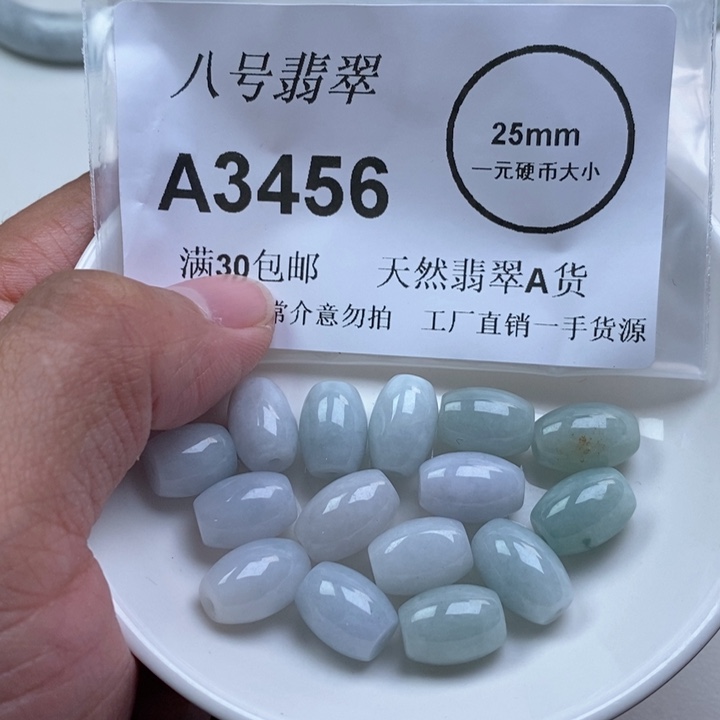 八号翡翠
25mm
一元硬币大小
A3456
满30包邮 天然翡翠A货
常介意勿拍 工厂直销一手货源